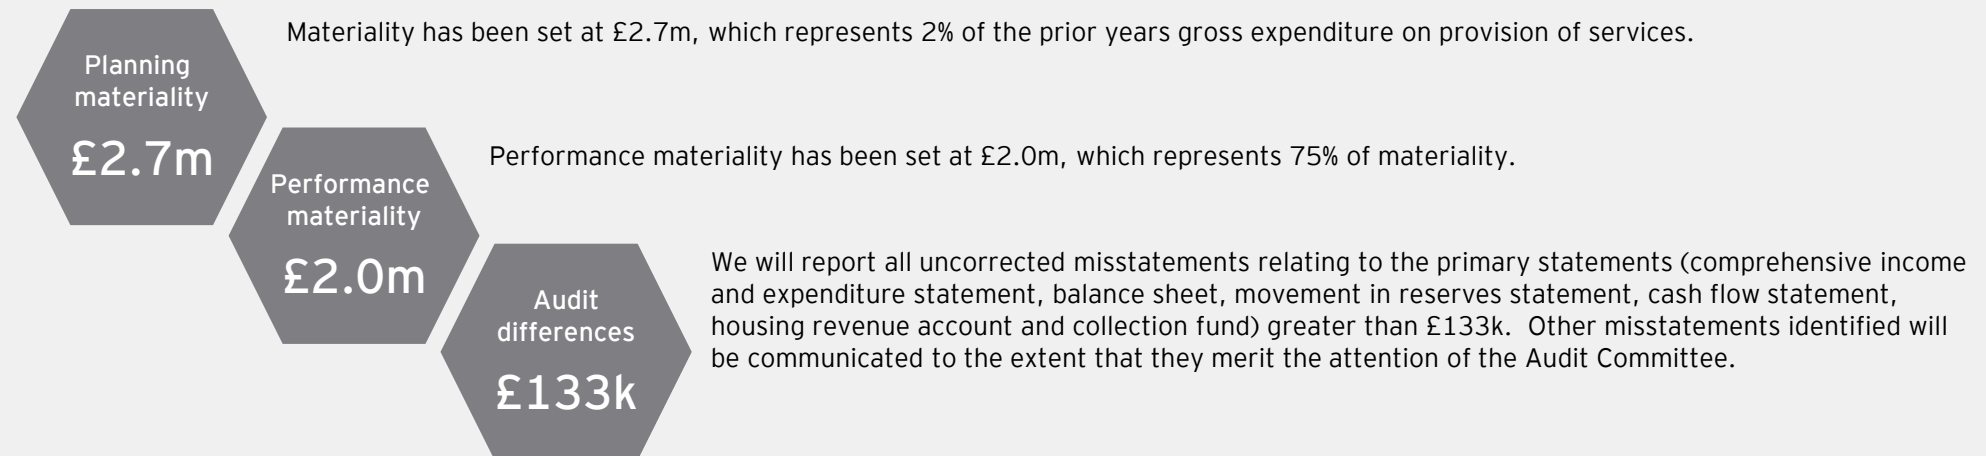 Planning
materiality
£2.7m
Materiality has been set at £2.7m, which represents 2% of the prior years gross expenditure on provision of services.
Performance
materiality
£2.0m
Performance materiality has been set at £2.0m, which represents 75% of materiality.
Audit
differences
£133k
We will report all uncorrected misstatements relating to the primary statements (comprehensive income
and expenditure statement, balance sheet, movement in reserves statement, cash flow statement,
housing revenue account and collection fund) greater than £133k.  Other misstatements identified will
be communicated to the extent that they merit the attention of the Audit Committee.